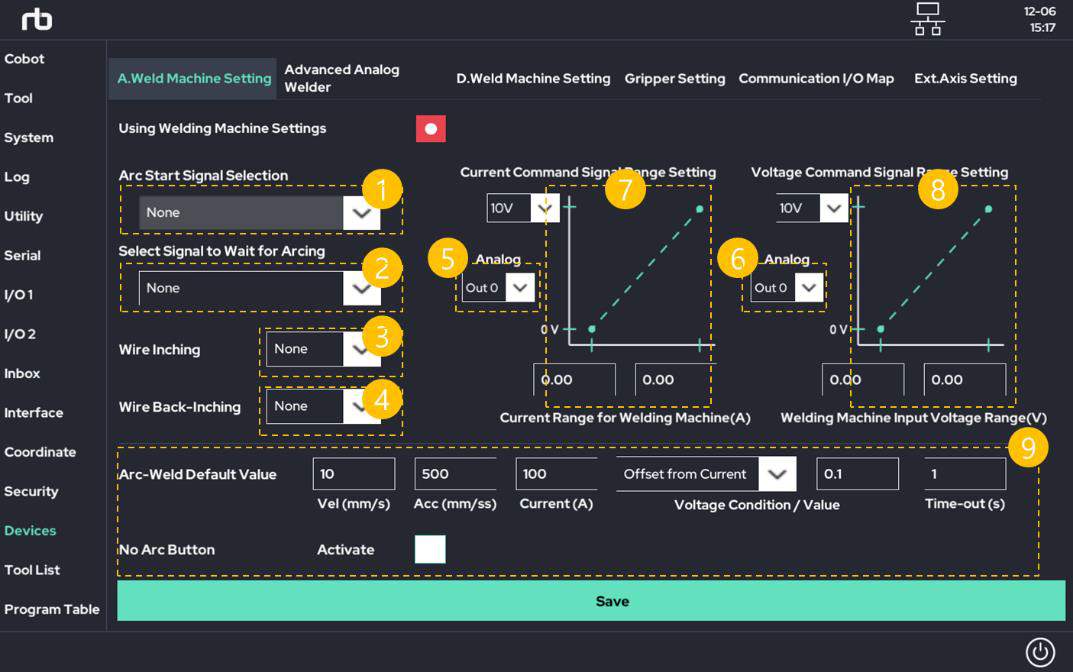 rb
12-06
15:17
Cobot
Tool
System
Log
Utility
Serial
I/O 1
I/O 2
Inbox
Interface
Coordinate
Security
Devices
Tool List
Program Table
A.Weld Machine Setting
Advanced Analog
Welder
D.Weld Machine Setting
Gripper Setting
Communication I/O Map
Ext.Axis Setting
Using Welding Machine Settings
Arc Start Signal Selection
1
None
Select Signal to Wait for Arcing
2
None
Wire Inching
None
3
Wire Back-Inching
None
4
Current Command Signal Range Setting
7
10V
5
Analog
Out 0
0 V
0.00
0.00
Current Range for Welding Machine(A)
Voltage Command Signal Range Setting
8
10V
6
Analog
Out 0
0 V
0.00
0.00
Welding Machine Input Voltage Range(V)
9
Arc-Weld Default Value
10
500
100
Offset from Current
0.1
1
Vel (mm/s)
Acc (mm/ss)
Current (A)
Voltage Condition / Value
Time-out (s)
No Arc Button
Activate
Save